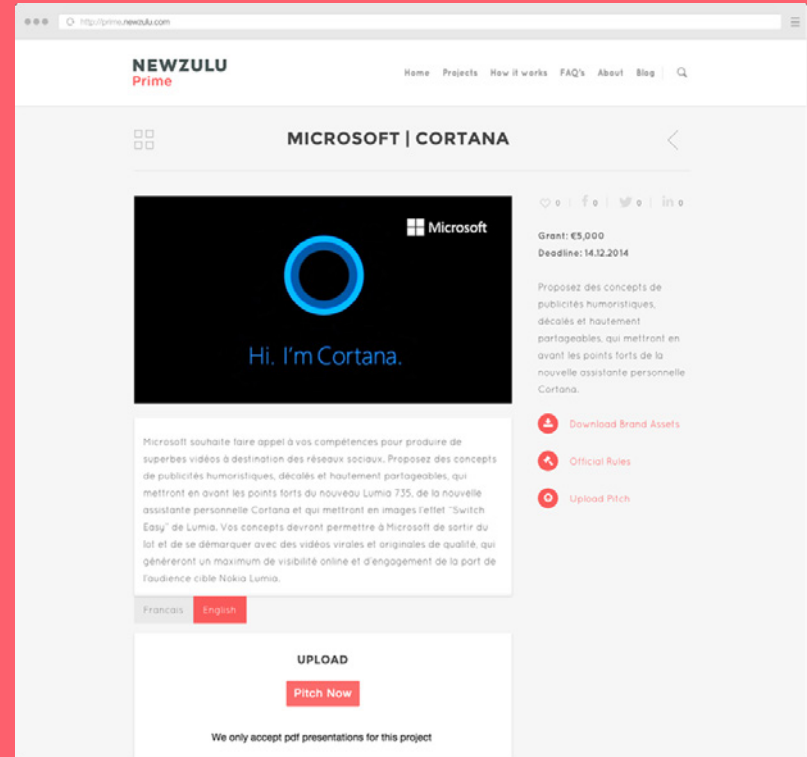 http://prime.newzulu.com
NEWZULU
Prime
Home Projects How it works FAQ's About Blog
MICROSOFT | CORTANA
Microsoft
Hi. I'm Cortana.
0 0 0 in 0
Grant: €5,000
Deadline: 14.12.2014
Proposez des concepts de
publicités humoristiques,
décalés et hautement
partageables, qui mettront en
avant les points forts de la
nouvelle assistante personnelle
Cortana.
Download Brand Assets
Official Rules
Upload Pitch
Microsoft souhaite faire appel à vos compétences pour produire de
superbes vidéos à destination des réseaux sociaux. Proposez des concepts
de publicités humoristiques, décalés et hautement partageables, qui
mettront en avant les points forts du nouveau Lumia 735, de la nouvelle
assistante personnelle Cortana et qui mettront en images l'effet "Switch
Easy" de Lumia. Vos concepts devront permettre à Microsoft de sortir du
lot et de se démarquer avec des vidéos virales et originales de qualité, qui
généreront un maximum de visibilité online et d'engagement de la part de
l'audience cible Nokia Lumia.
Francais English
UPLOAD
Pitch Now
We only accept pdf presentations for this project